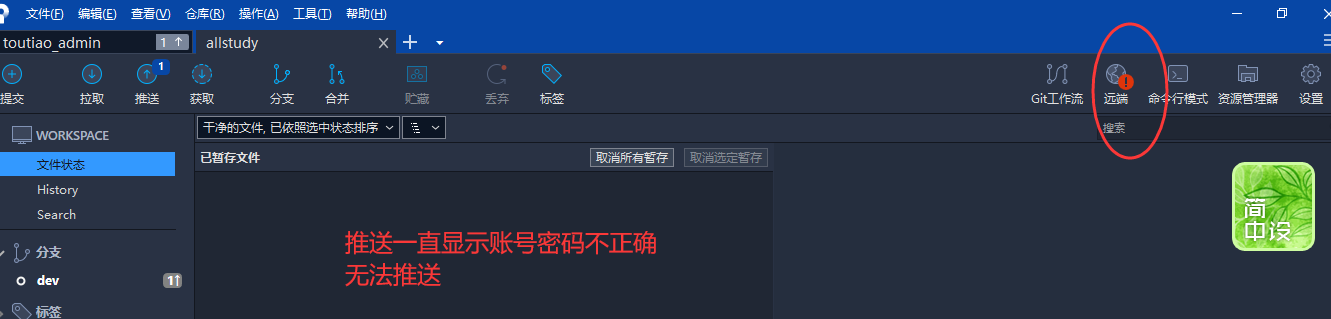 文件(F) 编辑(E) 查看(V) 仓库(R) 操作(A) 工具(T) 帮助(H)
toutiao_admin 1↑ allstudy
1
提交 拉取 推送 获取 分支 合并 贮藏 丢弃 标签 Git工作流 远端 命令行模式 资源管理器 设置
WORKSPACE 干净的文件, 已依照选中状态排序 搜索
文件状态 已暂存文件 取消所有暂存 取消选定暂存
History
Search
简
中设
推送一直显示账号密码不正确
无法推送
分支
dev 1↑
标签